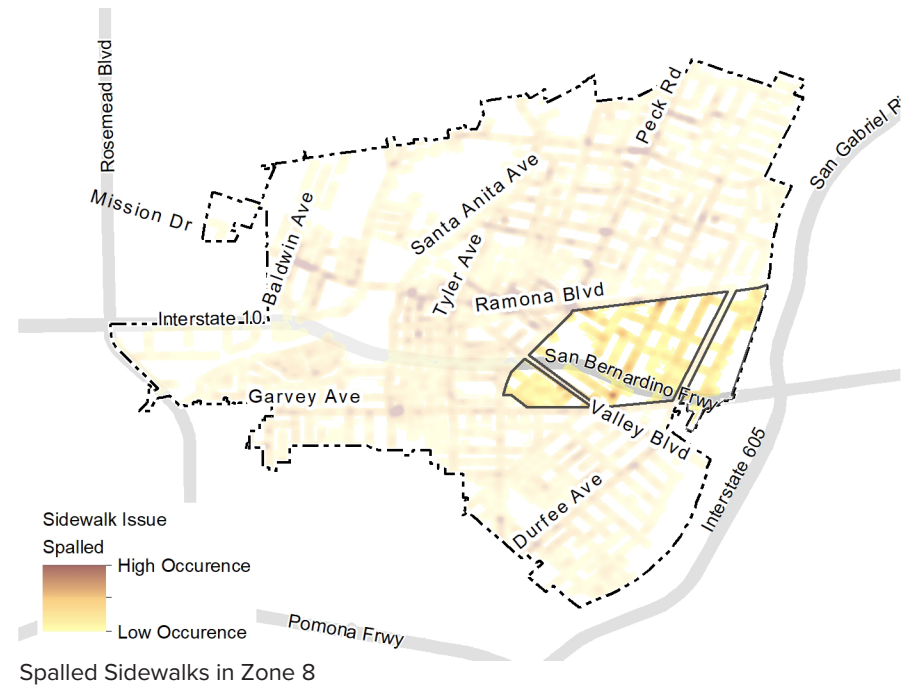 Rosemead Blvd
Peck Rd
San Gabriel Ri
Mission Dr
Baldwin Ave
Santa Anita Ave
Tyler Ave
Ramona Blvd
Interstate 10
San Bernardino Frwy
Garvey Ave
Valley Blvd
Interstate 605
Durfee Ave
Sidewalk Issue
Spalled
High Occurence
Low Occurence
Pomona Frwy
Spalled Sidewalks in Zone 8